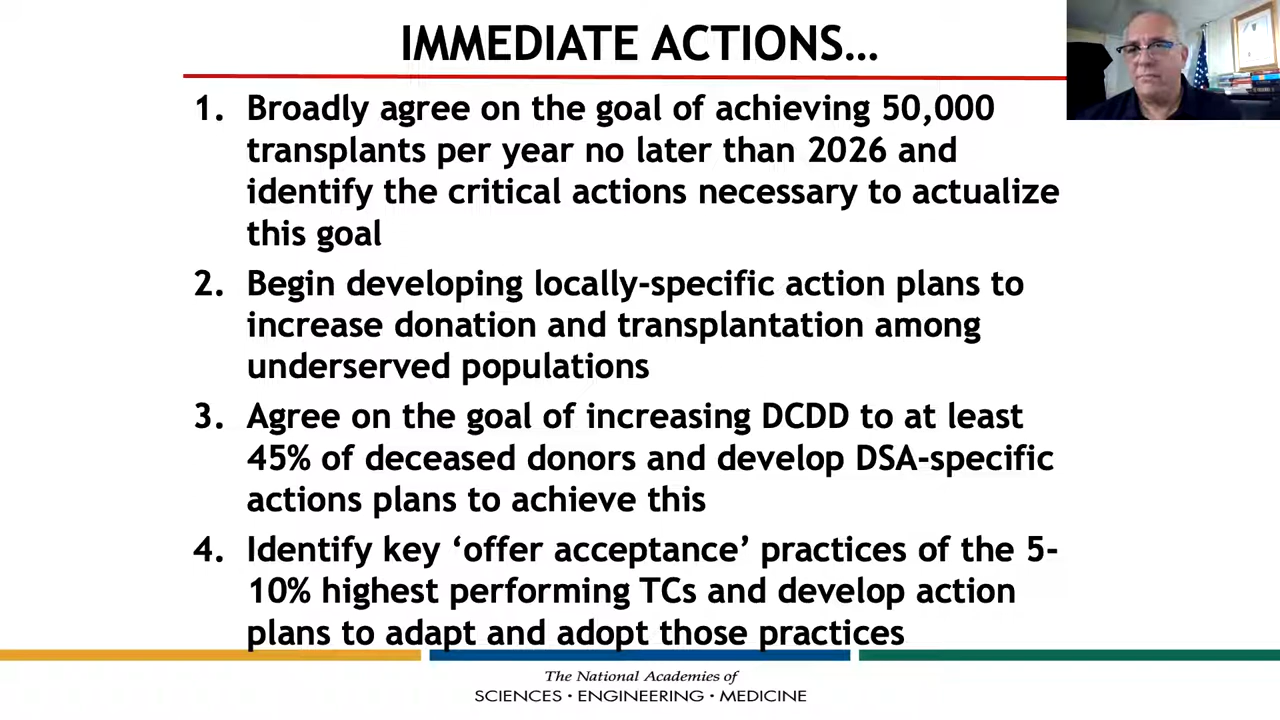 IMMEDIATE ACTIONS…
1. Broadly agree on the goal of achieving 50,000
transplants per year no later than 2026 and
identify the critical actions necessary to actualize
this goal
2. Begin developing locally-specific action plans to
increase donation and transplantation among
underserved populations
3. Agree on the goal of increasing DCDD to at least
45% of deceased donors and develop DSA-specific
actions plans to achieve this
4. Identify key ‘offer acceptance’ practices of the 5-
10% highest performing TCs and develop action
plans to adapt and adopt those practices
The National Academies of
SCIENCES · ENGINEERING · MEDICINE